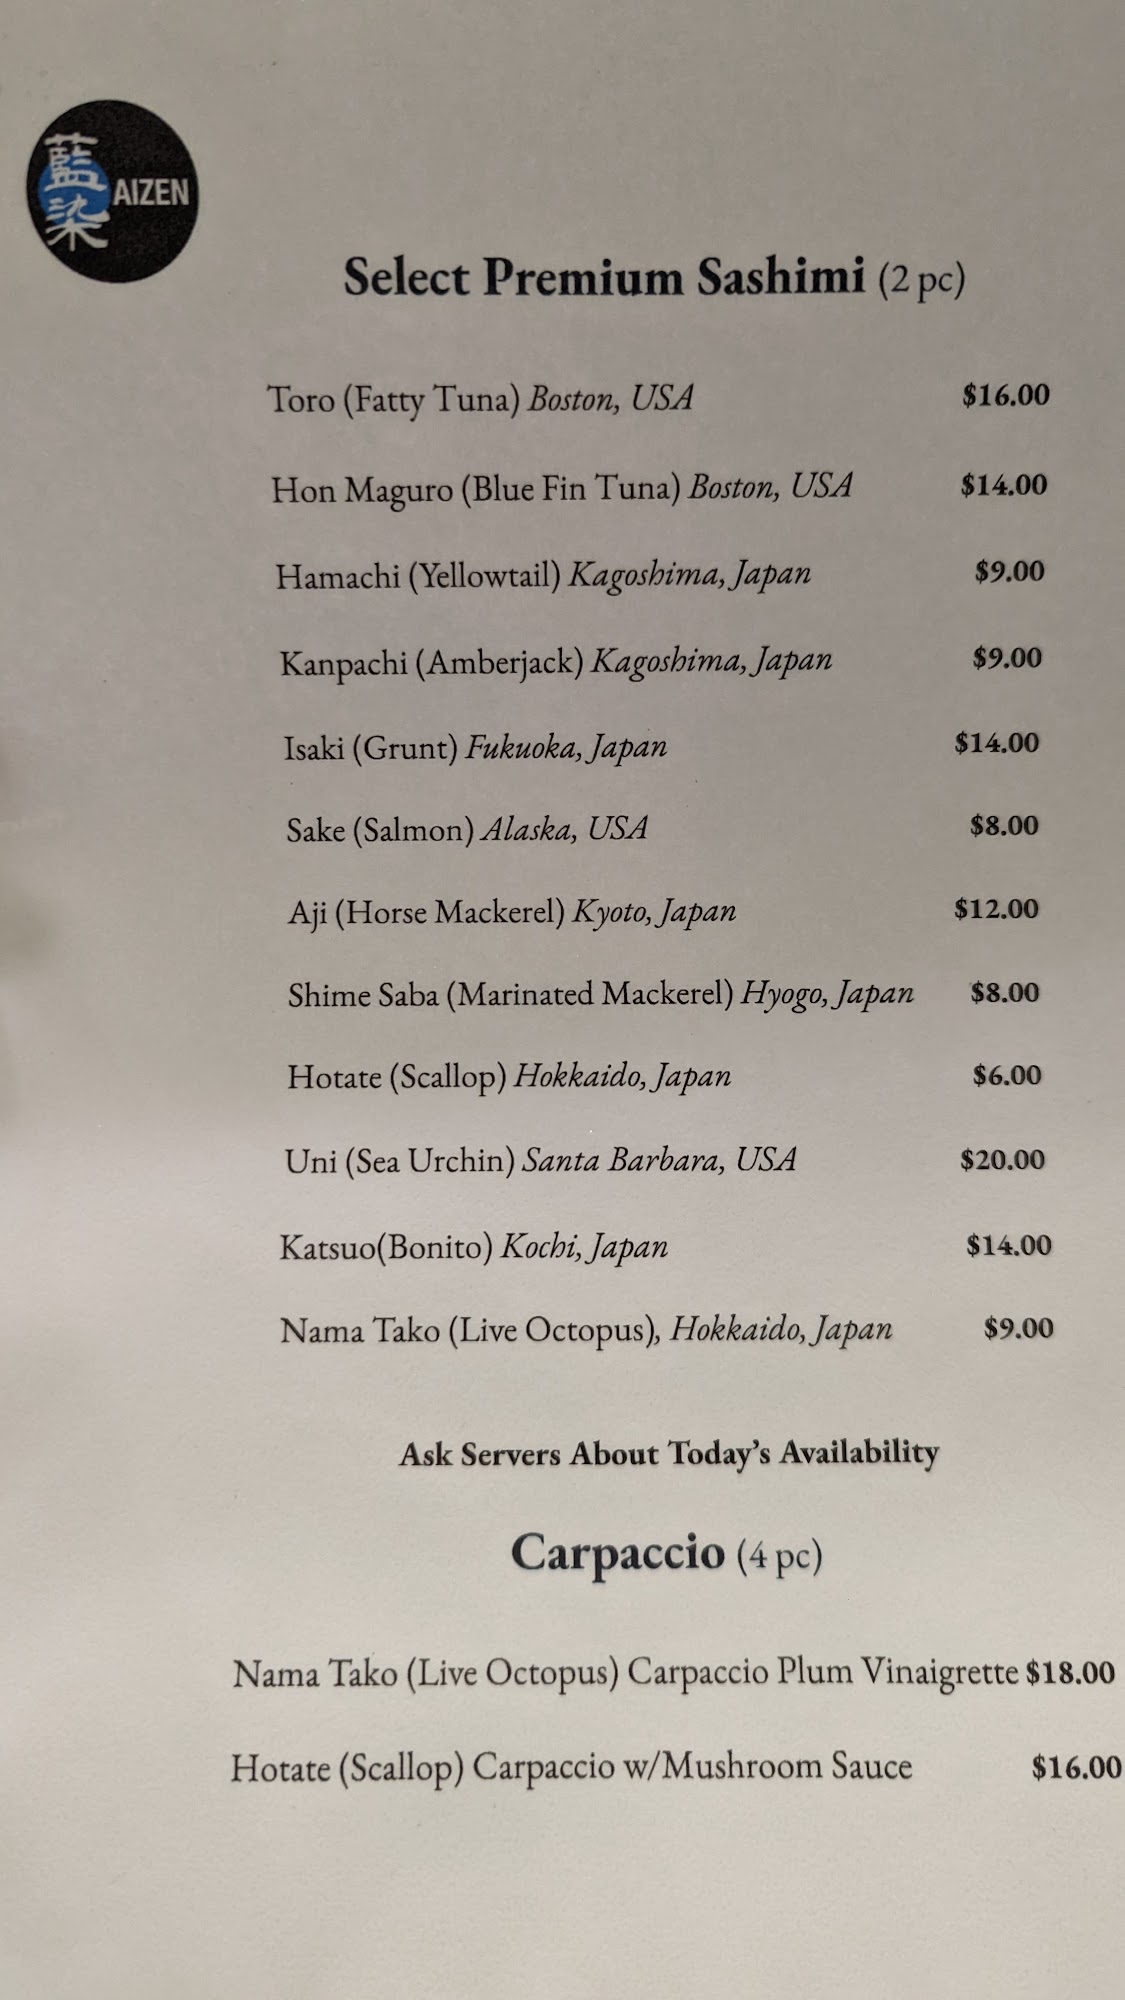 藍染
AIZEN
Select Premium Sashimi (2 pc)
Toro (Fatty Tuna) Boston, USA $16.00
Hon Maguro (Blue Fin Tuna) Boston, USA $14.00
Hamachi (Yellowtail) Kagoshima, Japan $9.00
Kanpachi (Amberjack) Kagoshima, Japan $9.00
Isaki (Grunt) Fukuoka, Japan $14.00
Sake (Salmon) Alaska, USA $8.00
Aji (Horse Mackerel) Kyoto, Japan $12.00
Shime Saba (Marinated Mackerel) Hyogo, Japan $8.00
Hotate (Scallop) Hokkaido, Japan $6.00
Uni (Sea Urchin) Santa Barbara, USA $20.00
Katsuo(Bonito) Kochi, Japan $14.00
Nama Tako (Live Octopus), Hokkaido, Japan $9.00
Ask Servers About Today's Availability
Carpaccio (4 pc)
Nama Tako (Live Octopus) Carpaccio Plum Vinaigrette $18.00
Hotate (Scallop) Carpaccio w/Mushroom Sauce $16.00